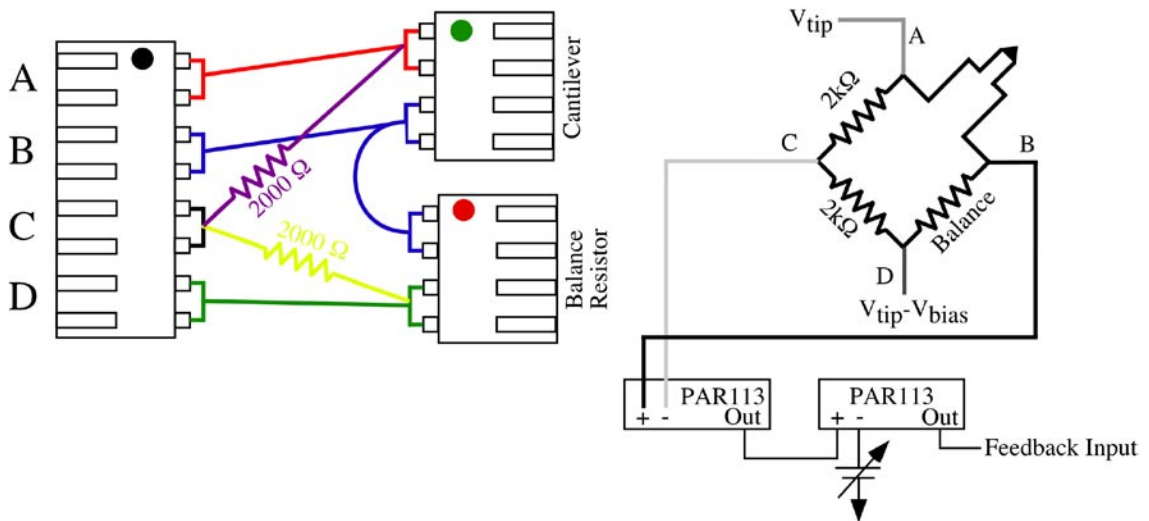 A
B
C
D
2000 Ω
2000 Ω
Cantilever
Balance
Resistor
Vtip
A
2kΩ
C
B
2kΩ
Balance
D
Vtip-Vbias
PAR113
+ - Out
PAR113
+ - Out
Feedback Input